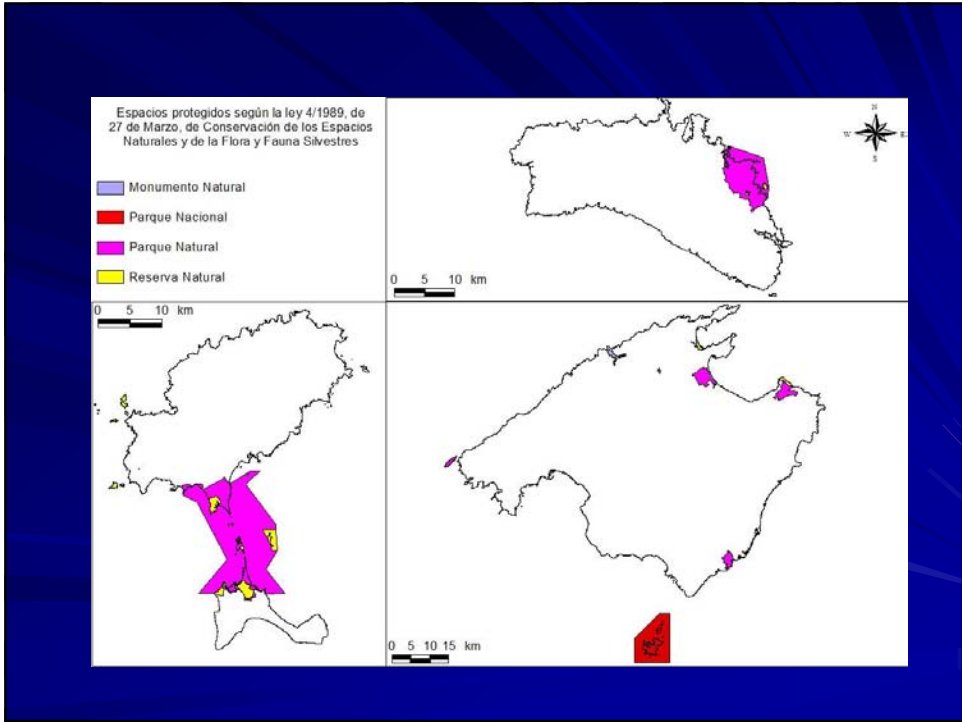 Espacios protegidos según la ley 4/1989, de
27 de Marzo, de Conservación de los Espacios
Naturales y de la Flora y Fauna Silvestres
Monumento Natural
Parque Nacional
Parque Natural
Reserva Natural
N
W E
S
0 5 10 km
0 5 10 km
0 5 10 15 km